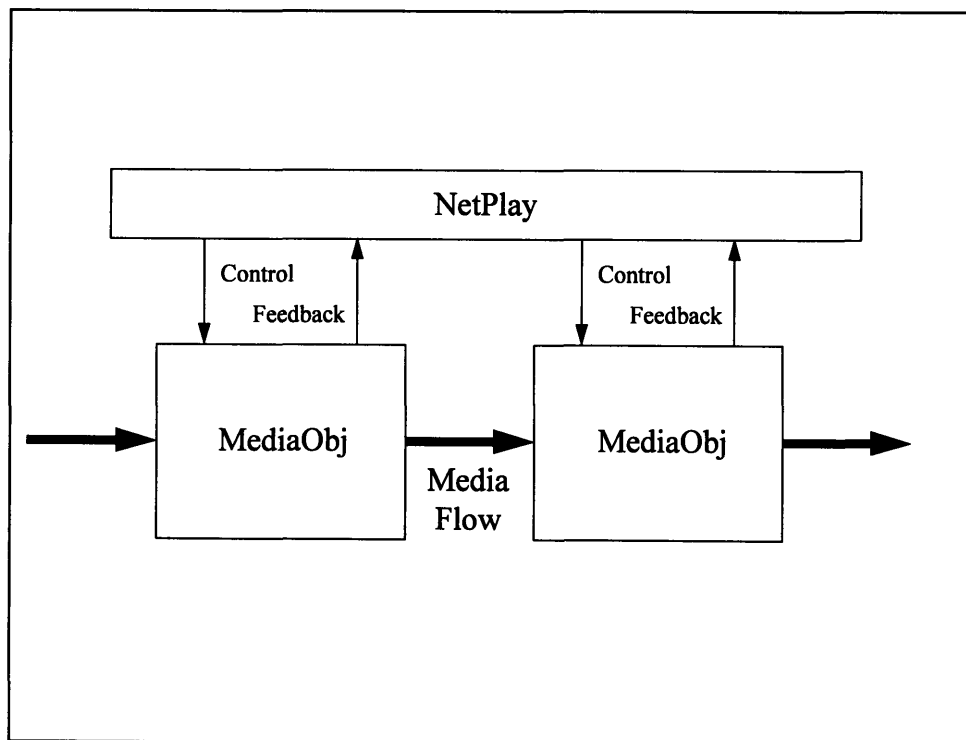 NetPlay
Control
Feedback
Control
Feedback
MediaObj
Media
Flow
MediaObj